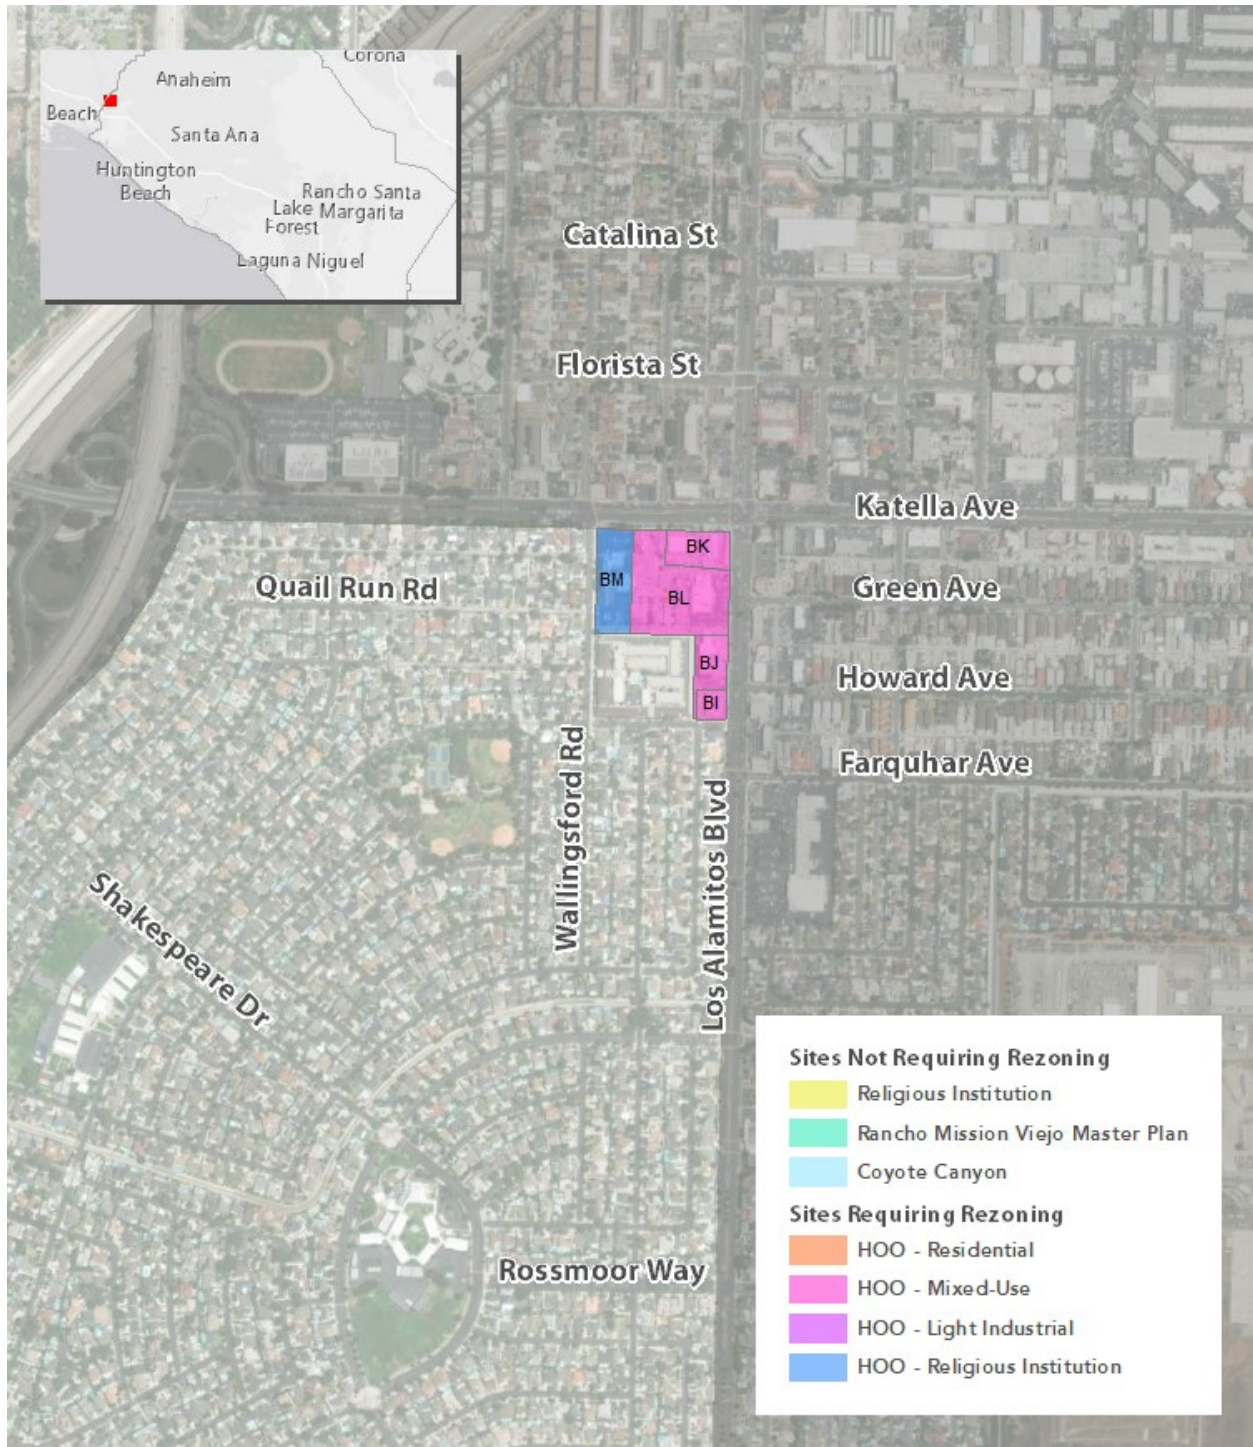 Corona
Anaheim
Beach
Santa Ana
Huntington
Beach
Rancho Santa
Lake Margarita
Forest
Laguna Niguel
Catalina St
Florista St
Katella Ave
BK
Quail Run Rd
BM
Green Ave
BL
BJ
Howard Ave
BI
Wallingsford Rd
Farquhar Ave
Los Alamitos Blvd
Shakespeare Dr
Rossmoor Way
Sites Not Requiring Rezoning
Religious Institution
Rancho Mission Viejo Master Plan
Coyote Canyon
Sites Requiring Rezoning
HOO - Residential
HOO - Mixed-Use
HOO - Light Industrial
HOO - Religious Institution